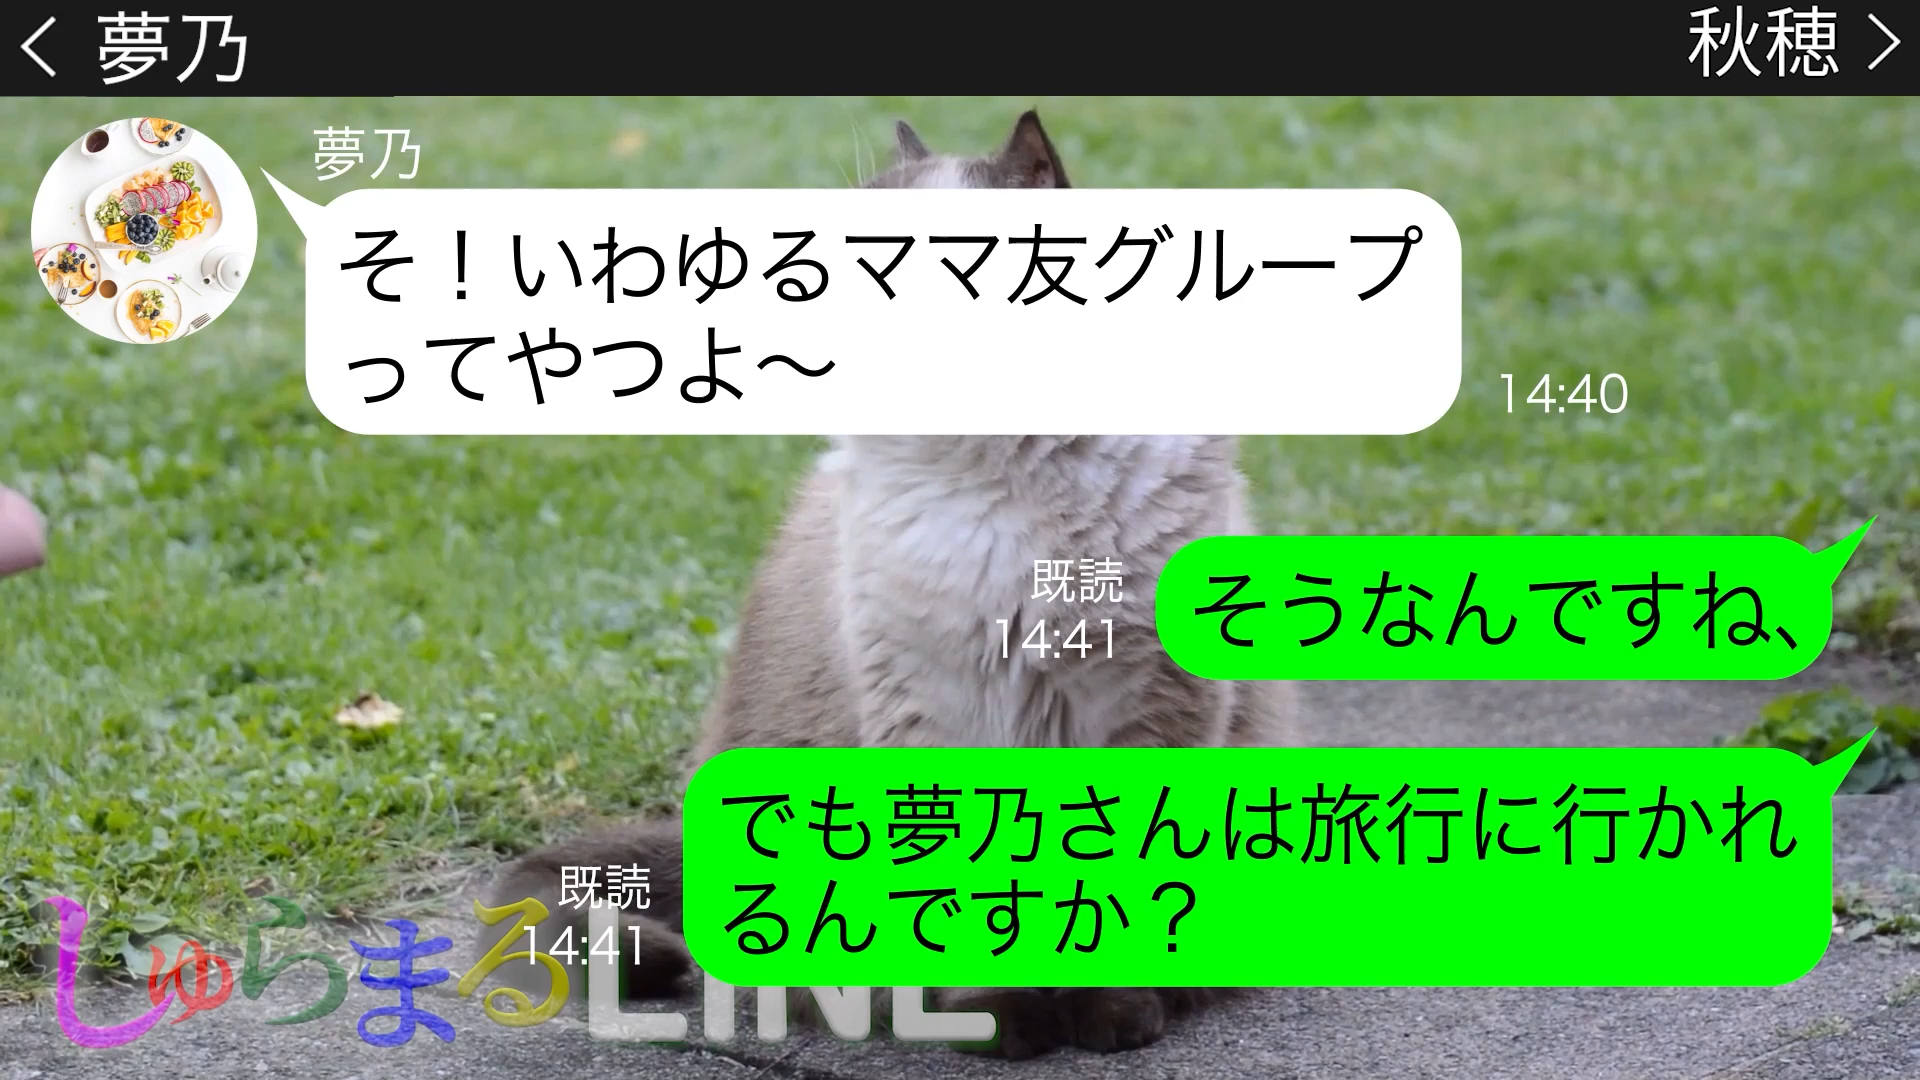 夢乃
秋穂
夢乃
そ！いわゆるママ友グループ
ってやつよ～
14:40
既読
14:41
そうなんですね、
でも夢乃さんは旅行に行かれ
るんですか？
既読
14:41
しゅらまるLINE